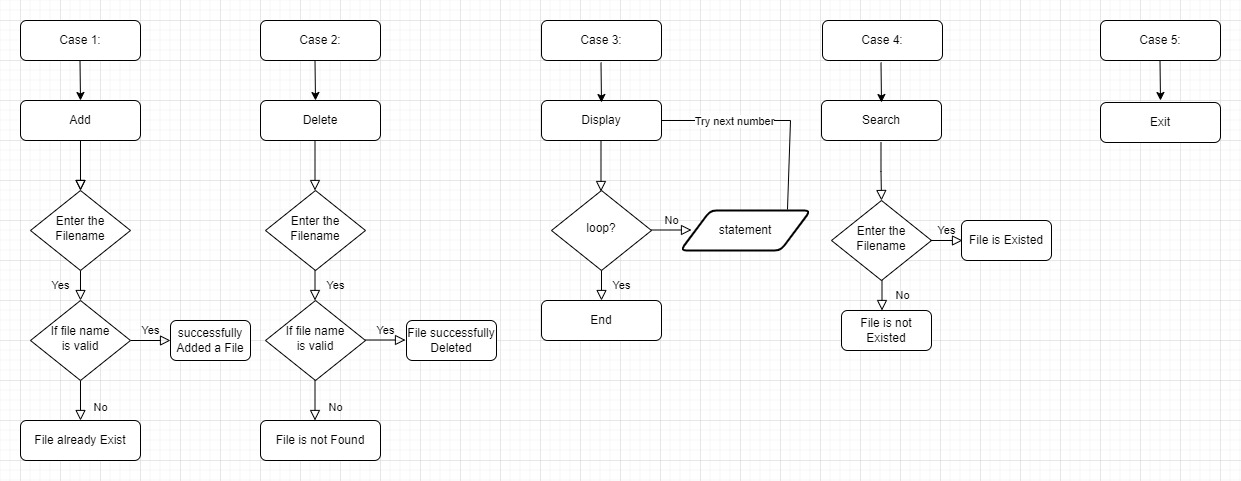 Case 1:
Add
Enter the
Filename
Yes
If file name
is valid
Yes
successfully
Added a File
No
File already Exist
Case 2:
Delete
Enter the
Filename
Yes
If file name
is valid
Yes
File successfully
Deleted
No
File is not Found
Case 3:
Display
Try next number
loop?
No
statement
Yes
End
Case 4:
Search
Enter the
Filename
Yes
File is Existed
No
File is not
Existed
Case 5:
Exit